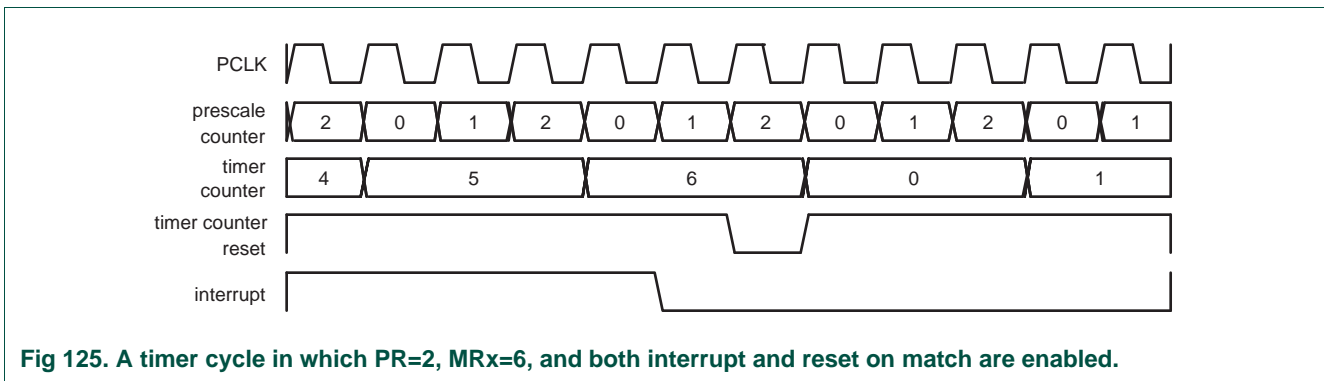 PCLK
prescale
counter
2 0 1 2 0 1 2 0 1 2 0 1
timer
counter
4 5 6 0 1
timer counter
reset
interrupt
Fig 125. A timer cycle in which PR=2, MRx=6, and both interrupt and reset on match are enabled.